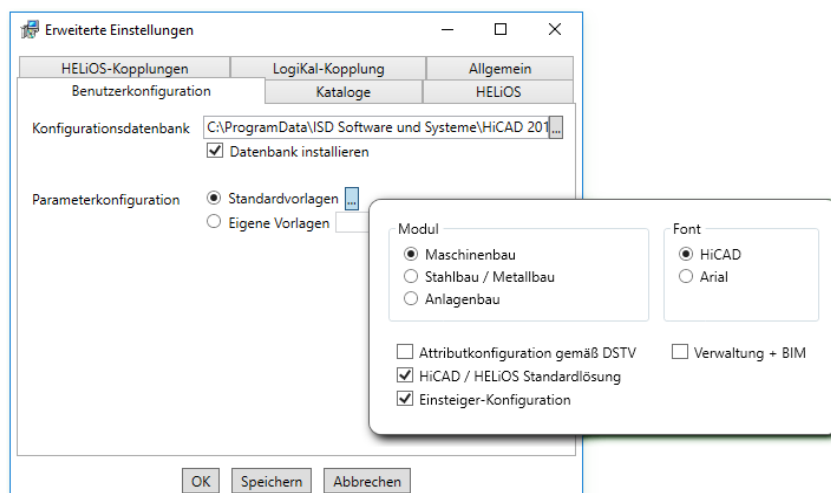 Erweiterte Einstellungen
HELiOS-Kopplungen LogiKal-Kopplung Allgemein
Benutzerkonfiguration Kataloge HELiOS
Konfigurationsdatenbank C:\ProgramData\ISD Software und Systeme\HiCAD 201 ...
Datenbank installieren
Parameterkonfiguration Standardvorlagen ...
Eigene Vorlagen
Modul
Maschinenbau
Stahlbau / Metallbau
Anlagenbau
Font
HiCAD
Arial
Attributkonfiguration gemäß DSTV
Verwaltung + BIM
HiCAD / HELiOS Standardlösung
Einsteiger-Konfiguration
OK Speichern Abbrechen